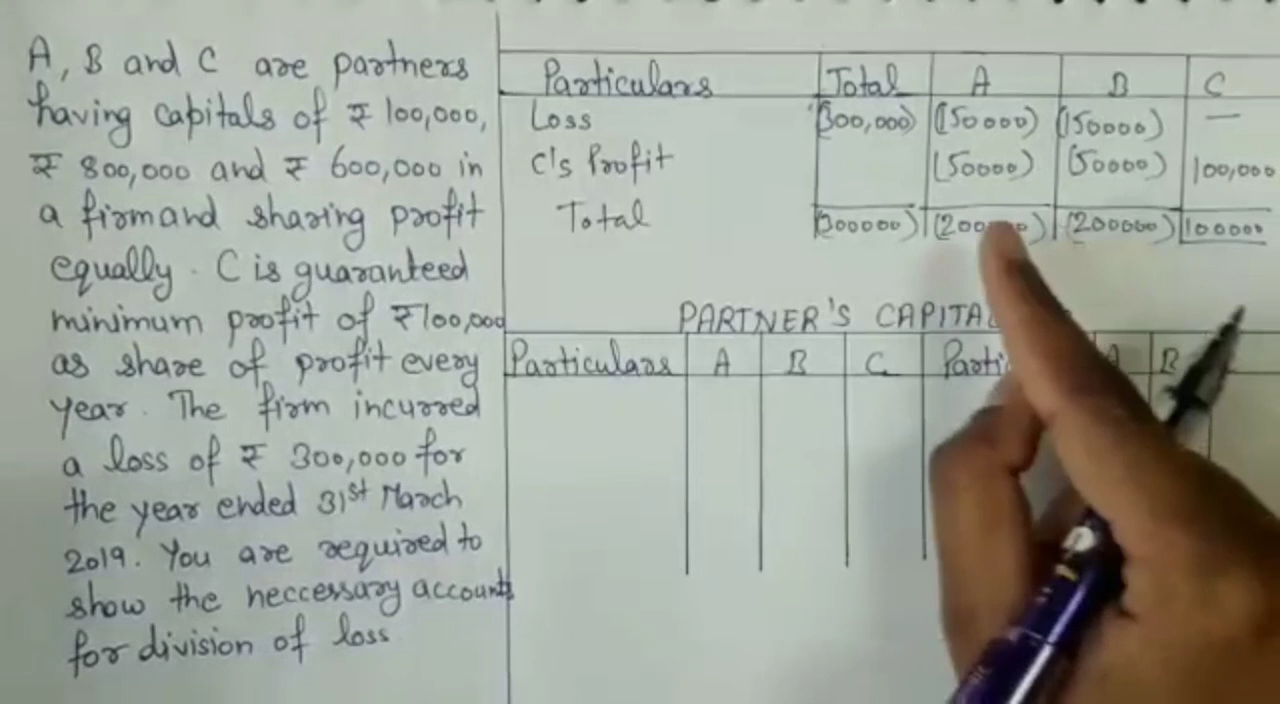 A, B and C are partners
having capitals of ₹ 100,000,
₹ 800,000 and ₹ 600,000 in
a firm and sharing profit
equally. C is guaranteed
minimum profit of ₹100,000
as share of profit every
year. The firm incurred
a loss of ₹ 300,000 for
the year ended 31st March
2019. You are required to
show the neccessary accounts
for division of loss
Particulars Total A B C
Loss (300,000) (150000) (150000) —
C's Profit (50000) (50000) 100,000
Total (300000) (200000) 100000
PARTNER'S
Particulars A B C A B